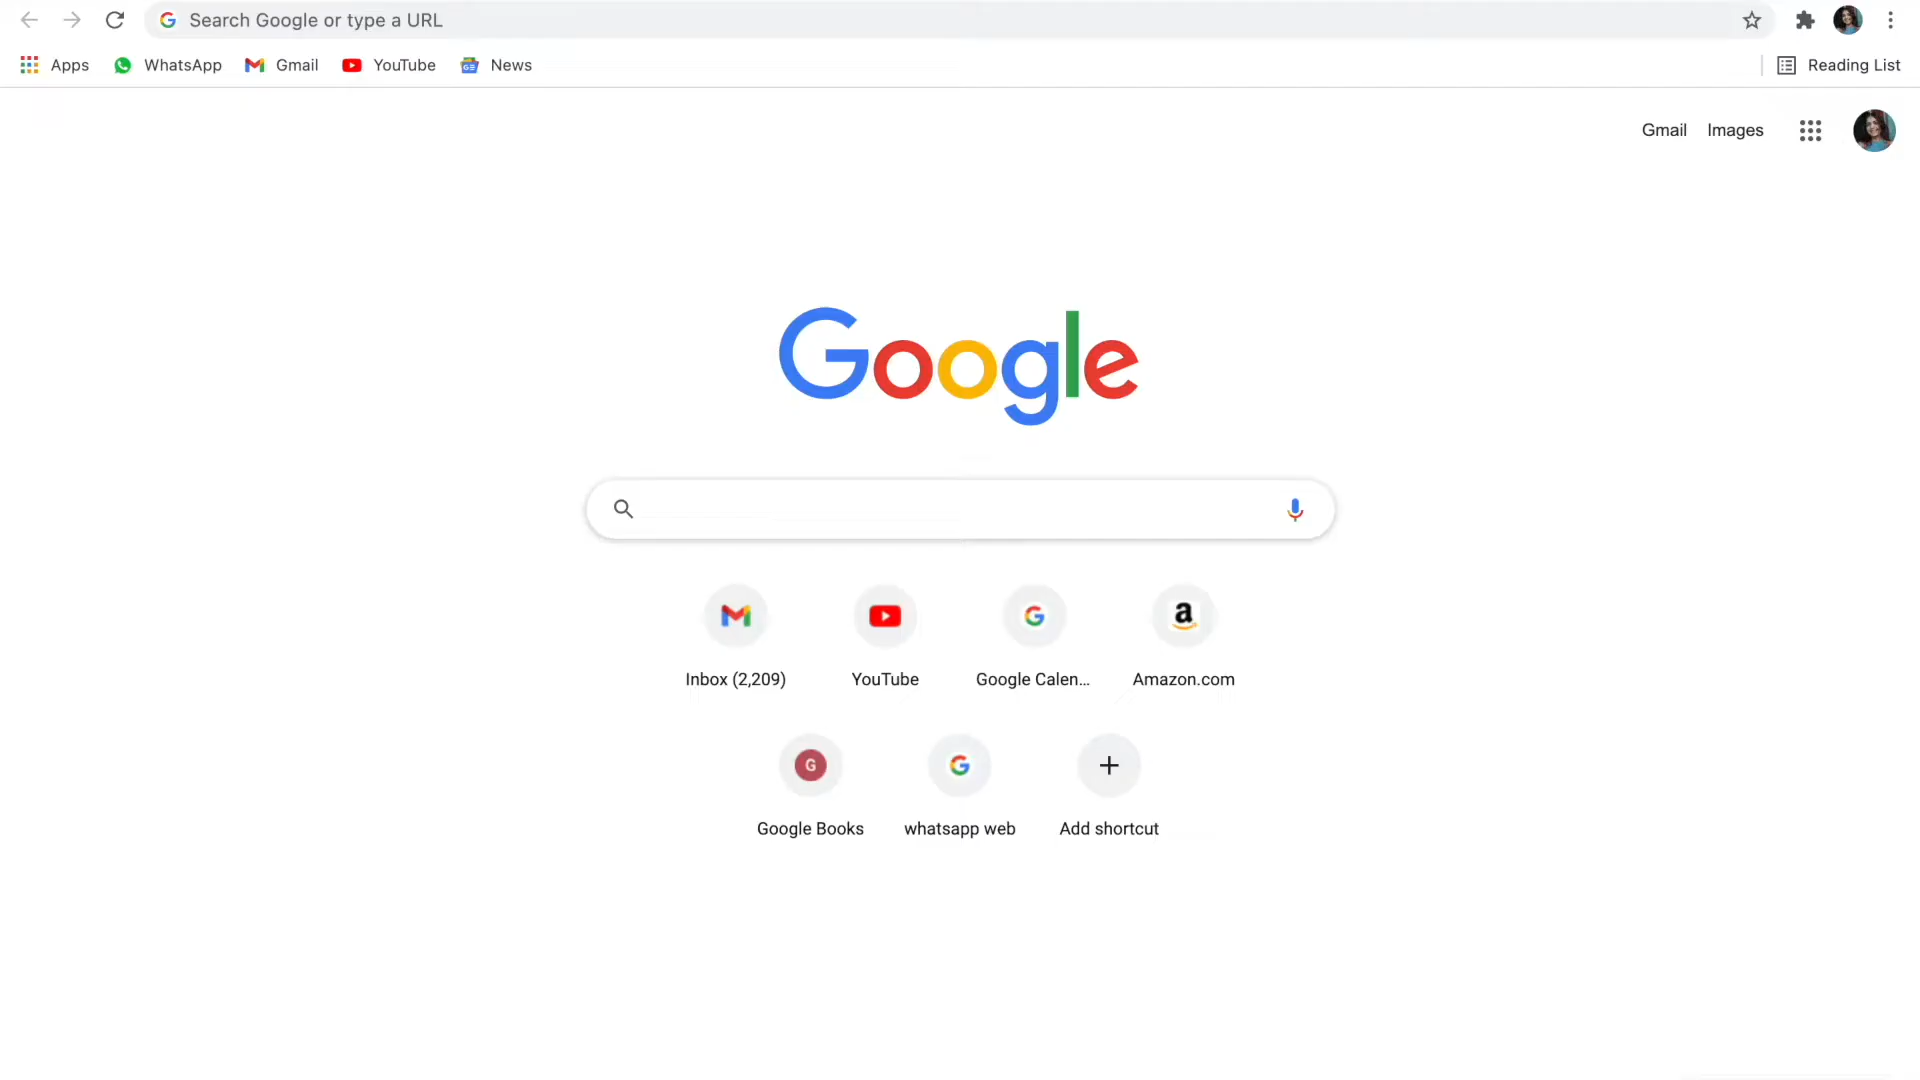 Search Google or type a URL
Apps WhatsApp Gmail YouTube News Reading List
Gmail Images
Google
Inbox (2,209) YouTube Google Calen... Amazon.com
Google Books whatsapp web Add shortcut